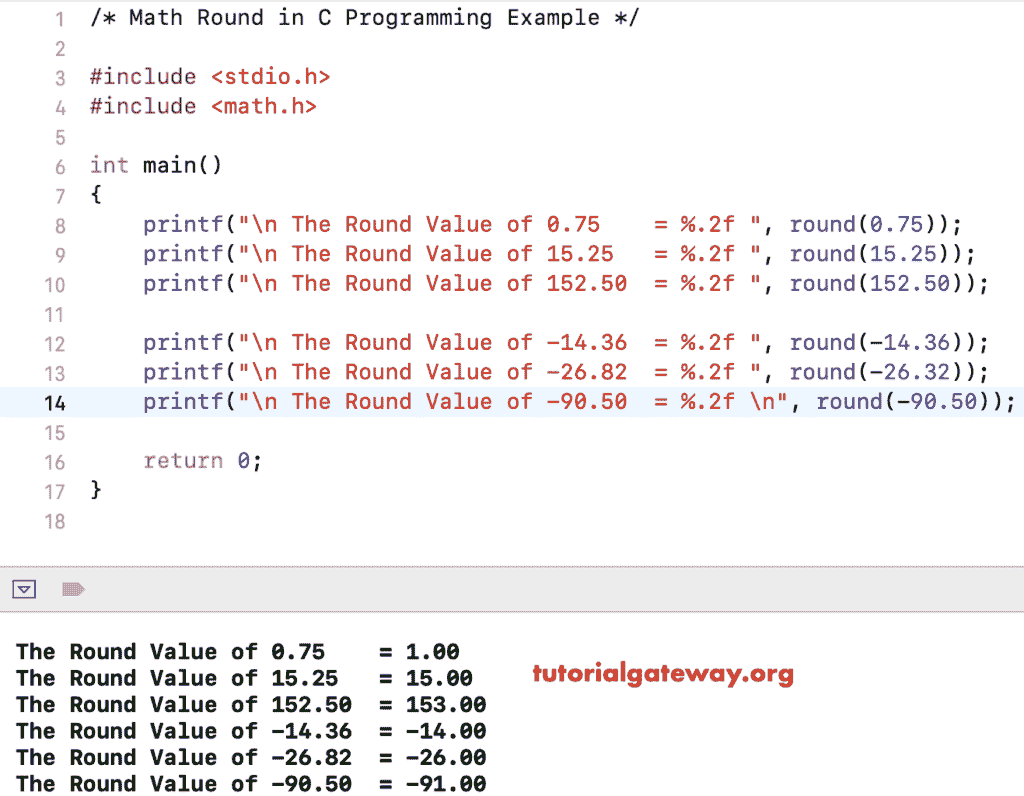 1 /* Math Round in C Programming Example */
2
3 #include <stdio.h>
4 #include <math.h>
5
6 int main()
7 {
8     printf("\n The Round Value of 0.75    = %.2f ", round(0.75));
9     printf("\n The Round Value of 15.25   = %.2f ", round(15.25));
10     printf("\n The Round Value of 152.50  = %.2f ", round(152.50));
11
12     printf("\n The Round Value of -14.36  = %.2f ", round(-14.36));
13     printf("\n The Round Value of -26.82  = %.2f ", round(-26.32));
14     printf("\n The Round Value of -90.50  = %.2f \n", round(-90.50));
15
16     return 0;
17 }
18
The Round Value of 0.75    = 1.00
The Round Value of 15.25   = 15.00
The Round Value of 152.50  = 153.00
The Round Value of -14.36  = -14.00
The Round Value of -26.82  = -26.00
The Round Value of -90.50  = -91.00
tutorialgateway.org